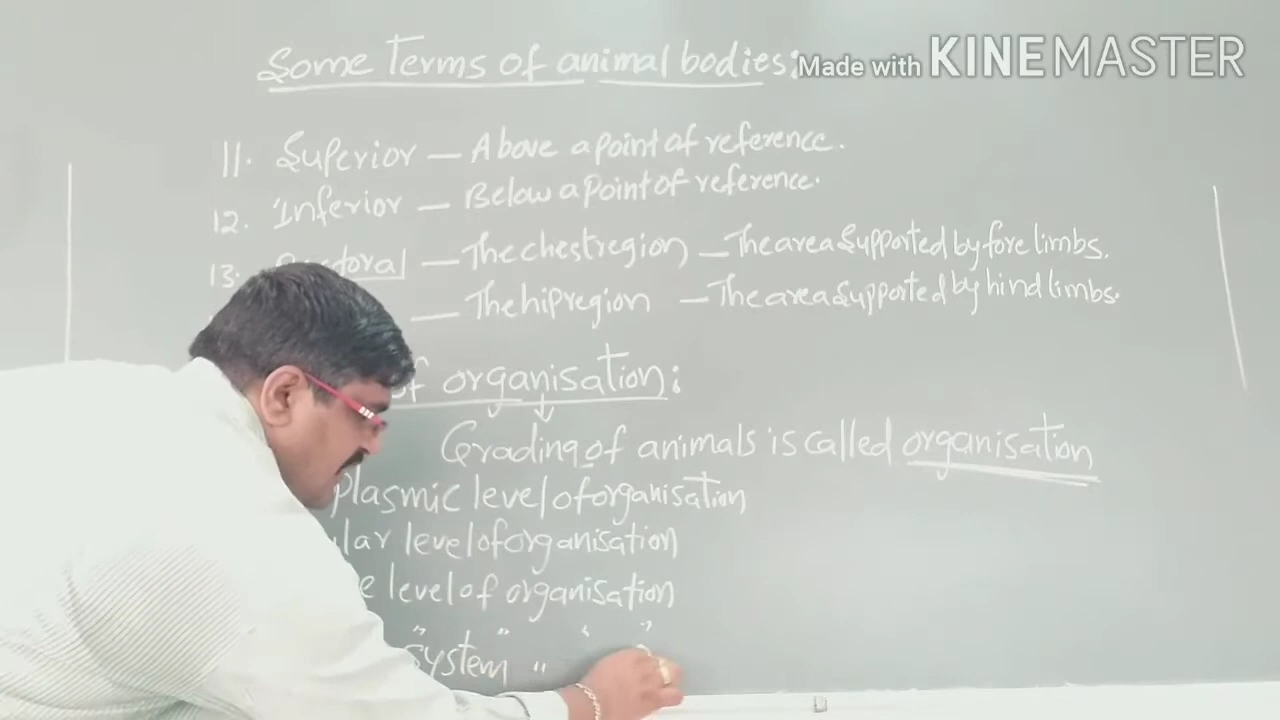 Some Terms of animal bodies:
Made with KINEMASTER
11. Superior — Above a point of reference.
12. Inferior — Below a point of reference.
13. — The chest region — The area supported by fore limbs.
— The hip region — The area supported by hind limbs.
of organisation:
Grading of animals is called organisation
plasmic level of organisation
lar level of organisation
e level of organisation
" " " "
system " "